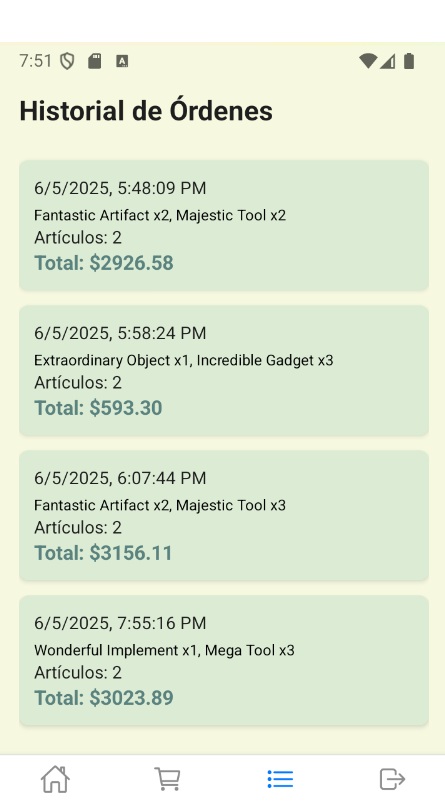 7:51
Historial de Órdenes
6/5/2025, 5:48:09 PM
Fantastic Artifact x2, Majestic Tool x2
Artículos: 2
Total: $2926.58
6/5/2025, 5:58:24 PM
Extraordinary Object x1, Incredible Gadget x3
Artículos: 2
Total: $593.30
6/5/2025, 6:07:44 PM
Fantastic Artifact x2, Majestic Tool x3
Artículos: 2
Total: $3156.11
6/5/2025, 7:55:16 PM
Wonderful Implement x1, Mega Tool x3
Artículos: 2
Total: $3023.89